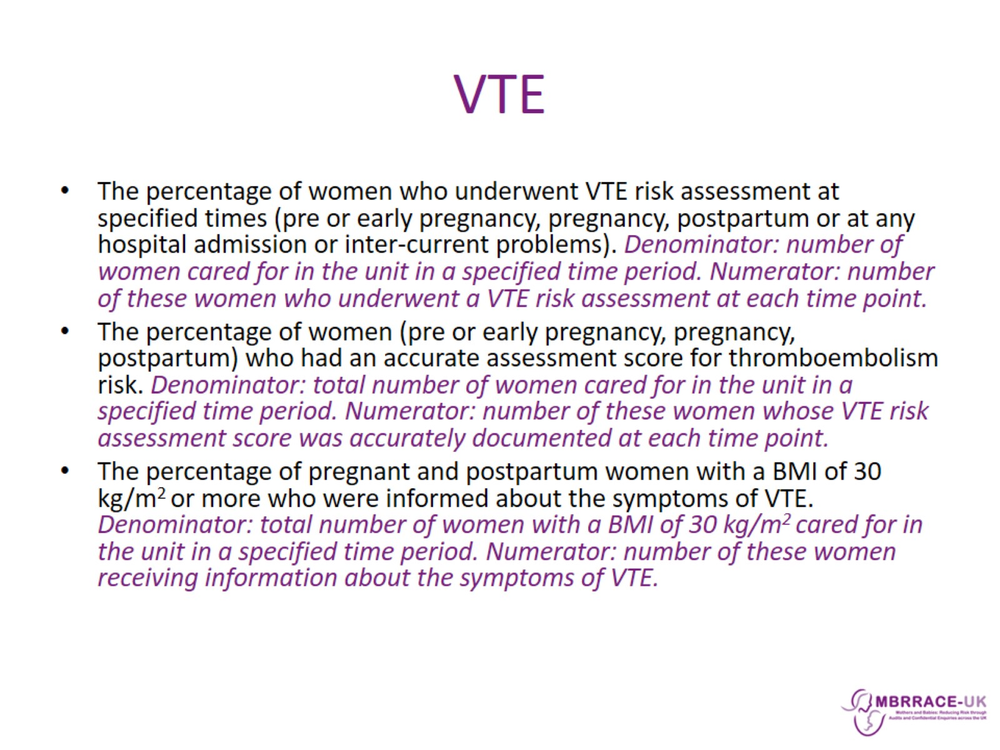 VTE
• The percentage of women who underwent VTE risk assessment at
specified times (pre or early pregnancy, pregnancy, postpartum or at any
hospital admission or inter-current problems). Denominator: number of
women cared for in the unit in a specified time period. Numerator: number
of these women who underwent a VTE risk assessment at each time point.
• The percentage of women (pre or early pregnancy, pregnancy,
postpartum) who had an accurate assessment score for thromboembolism
risk. Denominator: total number of women cared for in the unit in a
specified time period. Numerator: number of these women whose VTE risk
assessment score was accurately documented at each time point.
• The percentage of pregnant and postpartum women with a BMI of 30
kg/m² or more who were informed about the symptoms of VTE.
Denominator: total number of women with a BMI of 30 kg/m² cared for in
the unit in a specified time period. Numerator: number of these women
receiving information about the symptoms of VTE.
MBRRACE-UK
Mothers and Babies: Reducing Risk through
Audits and Confidential Enquiries across the UK